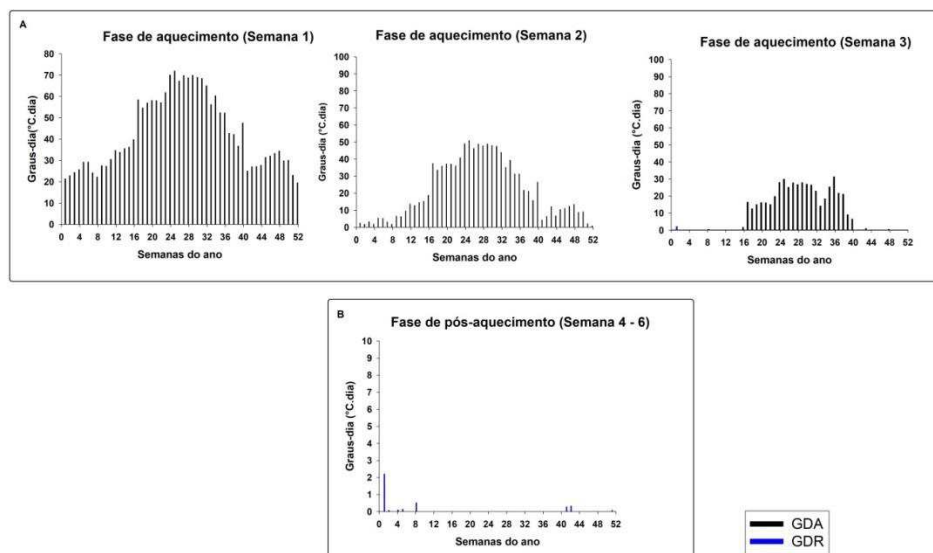 A
Fase de aquecimento (Semana 1)
Graus-dia(°C.dia)
80
70
60
50
40
30
20
10
0
0 4 8 12 16 20 24 28 32 36 40 44 48 52
Semanas do ano
Fase de aquecimento (Semana 2)
Graus-dia (°C.dia)
100
90
80
70
60
50
40
30
20
10
0
0 4 8 12 16 20 24 28 32 36 40 44 48 52
Semanas do ano
Fase de aquecimento (Semana 3)
Graus-dia (°C.dia)
100
90
80
70
60
50
40
30
20
10
0
0 4 8 12 16 20 24 28 32 36 40 44 48 52
Semanas do ano
B
Fase de pós-aquecimento (Semana 4 - 6)
Graus-dia (°C.dia)
10
9
8
7
6
5
4
3
2
1
0
0 4 8 12 16 20 24 28 32 36 40 44 48 52
Semanas do ano
GDA
GDR